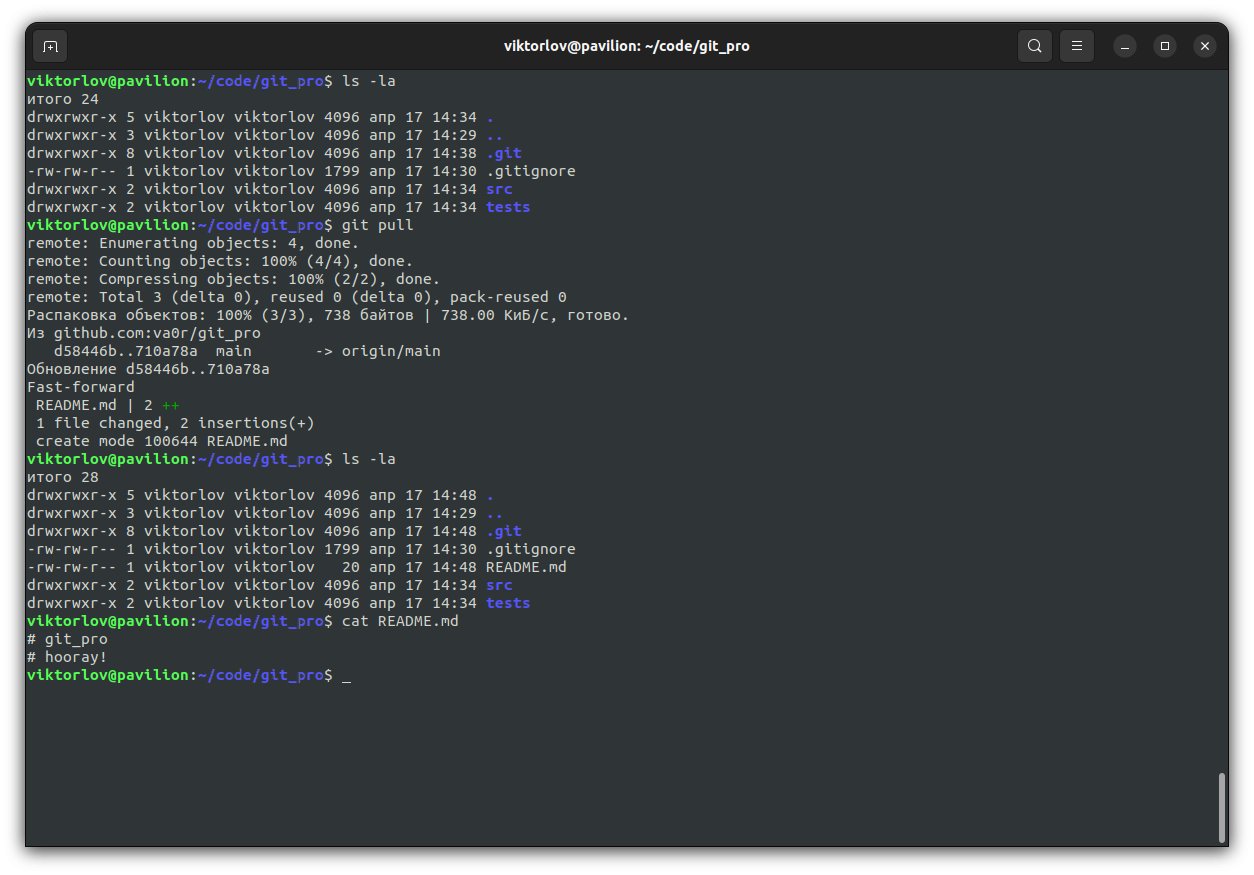 viktorlov@pavilion: ~/code/git_pro
viktorlov@pavilion:~/code/git_pro$ ls -la
итого 24
drwxrwxr-x 5 viktorlov viktorlov 4096 апр 17 14:34 .
drwxrwxr-x 3 viktorlov viktorlov 4096 апр 17 14:29 ..
drwxrwxr-x 8 viktorlov viktorlov 4096 апр 17 14:38 .git
-rw-rw-r-- 1 viktorlov viktorlov 1799 апр 17 14:30 .gitignore
drwxrwxr-x 2 viktorlov viktorlov 4096 апр 17 14:34 src
drwxrwxr-x 2 viktorlov viktorlov 4096 апр 17 14:34 tests
viktorlov@pavilion:~/code/git_pro$ git pull
remote: Enumerating objects: 4, done.
remote: Counting objects: 100% (4/4), done.
remote: Compressing objects: 100% (2/2), done.
remote: Total 3 (delta 0), reused 0 (delta 0), pack-reused 0
Распаковка объектов: 100% (3/3), 738 байтов | 738.00 КиБ/с, готово.
Из github.com:va0r/git_pro
   d58446b..710a78a  main       -> origin/main
Обновление d58446b..710a78a
Fast-forward
 README.md | 2 ++
 1 file changed, 2 insertions(+)
 create mode 100644 README.md
viktorlov@pavilion:~/code/git_pro$ ls -la
итого 28
drwxrwxr-x 5 viktorlov viktorlov 4096 апр 17 14:48 .
drwxrwxr-x 3 viktorlov viktorlov 4096 апр 17 14:29 ..
drwxrwxr-x 8 viktorlov viktorlov 4096 апр 17 14:48 .git
-rw-rw-r-- 1 viktorlov viktorlov 1799 апр 17 14:30 .gitignore
-rw-rw-r-- 1 viktorlov viktorlov   20 апр 17 14:48 README.md
drwxrwxr-x 2 viktorlov viktorlov 4096 апр 17 14:34 src
drwxrwxr-x 2 viktorlov viktorlov 4096 апр 17 14:34 tests
viktorlov@pavilion:~/code/git_pro$ cat README.md
# git_pro
# hooray!
viktorlov@pavilion:~/code/git_pro$ _